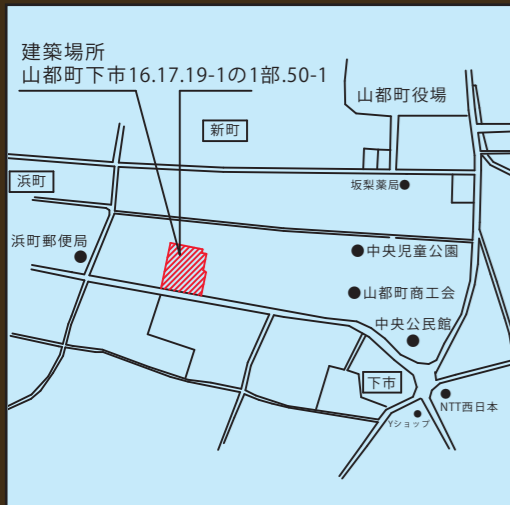 建築場所
山都町下市16.17.19-1の1部.50-1
山都町役場
新町
浜町
坂梨薬局
浜町郵便局
中央児童公園
山都町商工会
中央公民館
下市
NTT西日本
Yショップ